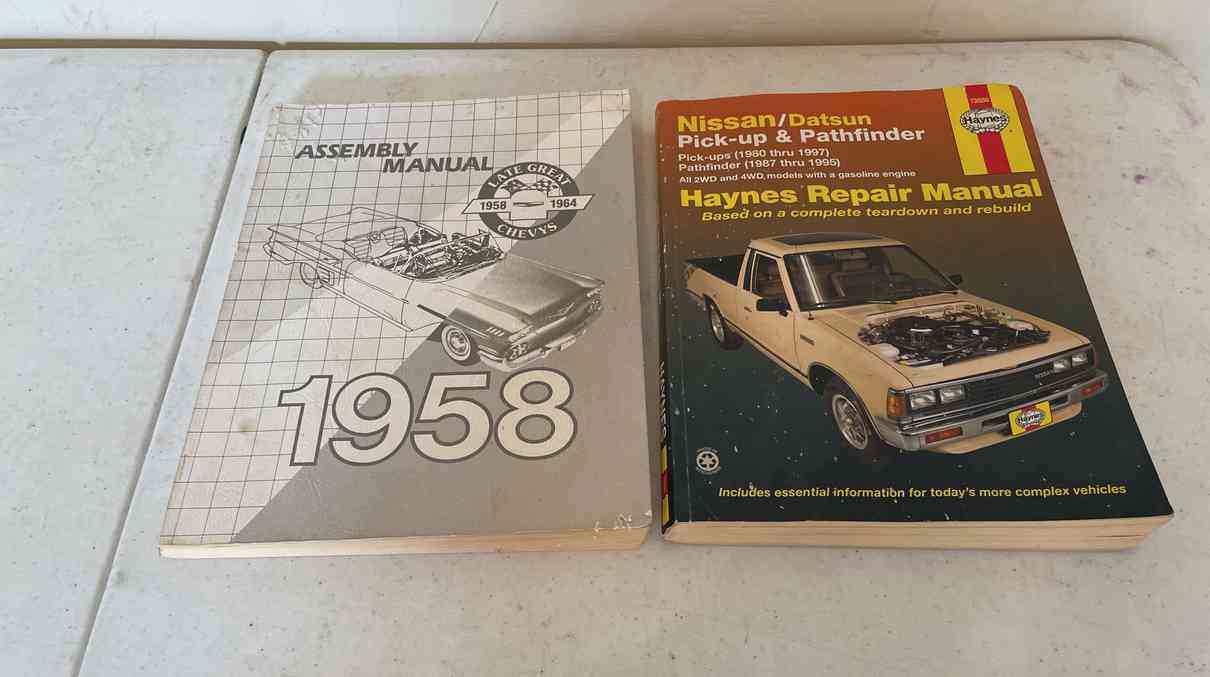 ASSEMBLY
MANUAL
LATE GREAT
1958 1964
CHEVYS
1958
Nissan/Datsun
Pick-up & Pathfinder
Pick-ups (1980 thru 1997)
Pathfinder (1987 thru 1995)
All 2WD and 4WD, models with a gasoline engine
Haynes Repair Manual
Based on a complete teardown and rebuild
Haynes
NISSAN
Haynes
Includes essential information for today's more complex vehicles